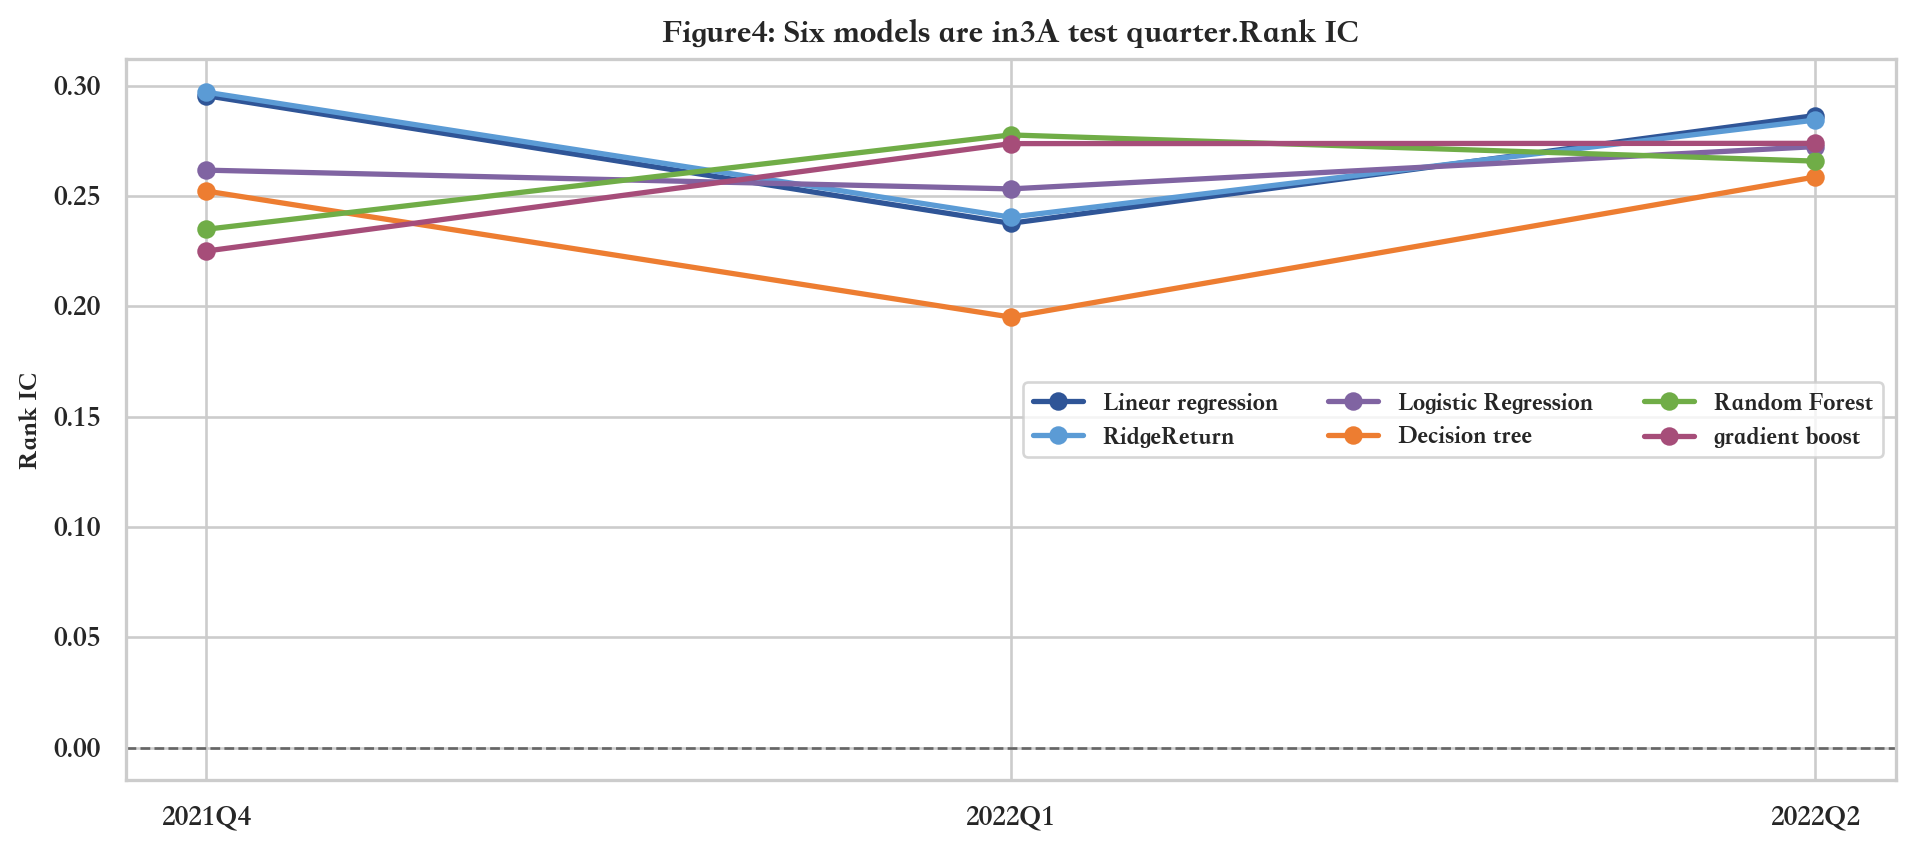 Figure4: Six models are in3A test quarter.Rank IC
0.30
0.25
0.20
0.15
0.10
0.05
0.00
Rank IC
Linear regression
RidgeReturn
Logistic Regression
Decision tree
Random Forest
gradient boost
2021Q4
2022Q1
2022Q2